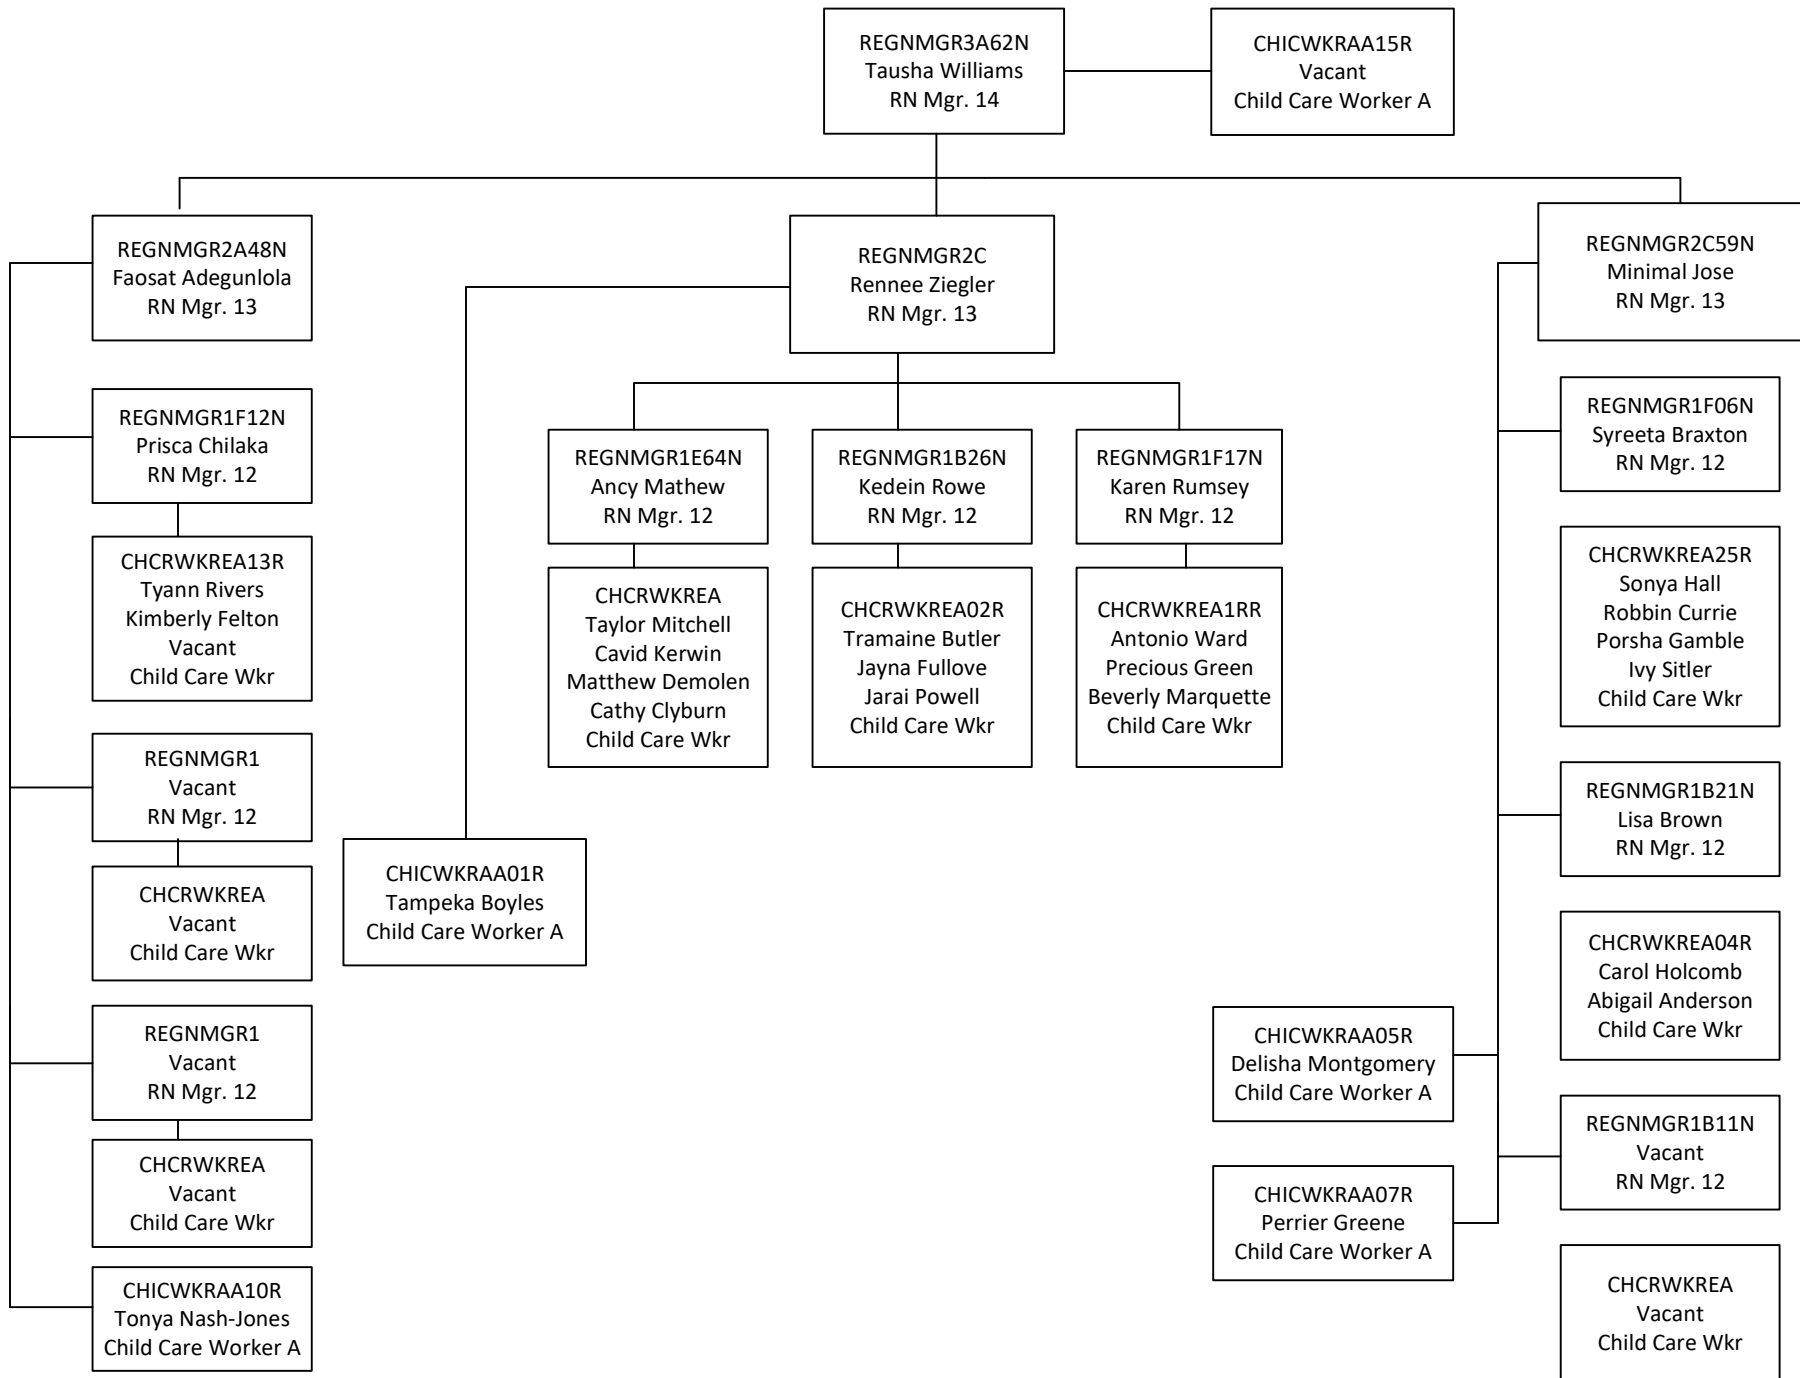 REGNMGR3A62N
Tausha Williams
RN Mgr. 14
CHICWKRAA15R
Vacant
Child Care Worker A
REGNMGR2A48N
Faosat Adegunlola
RN Mgr. 13
REGNMGR2C
Rennee Ziegler
RN Mgr. 13
REGNMGR2C59N
Minimal Jose
RN Mgr. 13
REGNMGR1F12N
Prisca Chilaka
RN Mgr. 12
CHCRWKREA13R
Tyann Rivers
Kimberly Felton
Vacant
Child Care Wkr
REGNMGR1
Vacant
RN Mgr. 12
CHCRWKREA
Vacant
Child Care Wkr
REGNMGR1
Vacant
RN Mgr. 12
CHCRWKREA
Vacant
Child Care Wkr
CHICWKRAA10R
Tonya Nash-Jones
Child Care Worker A
REGNMGR1E64N
Ancy Mathew
RN Mgr. 12
CHCRWKREA
Taylor Mitchell
Cavid Kerwin
Matthew Demolen
Cathy Clyburn
Child Care Wkr
REGNMGR1B26N
Kedein Rowe
RN Mgr. 12
CHCRWKREA02R
Tramaine Butler
Jayna Fullove
Jarai Powell
Child Care Wkr
REGNMGR1F17N
Karen Rumsey
RN Mgr. 12
CHCRWKREA1RR
Antonio Ward
Precious Green
Beverly Marquette
Child Care Wkr
CHICWKRAA01R
Tampeka Boyles
Child Care Worker A
REGNMGR1F06N
Syreeta Braxton
RN Mgr. 12
CHCRWKREA25R
Sonya Hall
Robbin Currie
Porsha Gamble
Ivy Sitler
Child Care Wkr
REGNMGR1B21N
Lisa Brown
RN Mgr. 12
CHCRWKREA04R
Carol Holcomb
Abigail Anderson
Child Care Wkr
CHICWKRAA05R
Delisha Montgomery
Child Care Worker A
REGNMGR1B11N
Vacant
RN Mgr. 12
CHICWKRAA07R
Perrier Greene
Child Care Worker A
CHCRWKREA
Vacant
Child Care Wkr